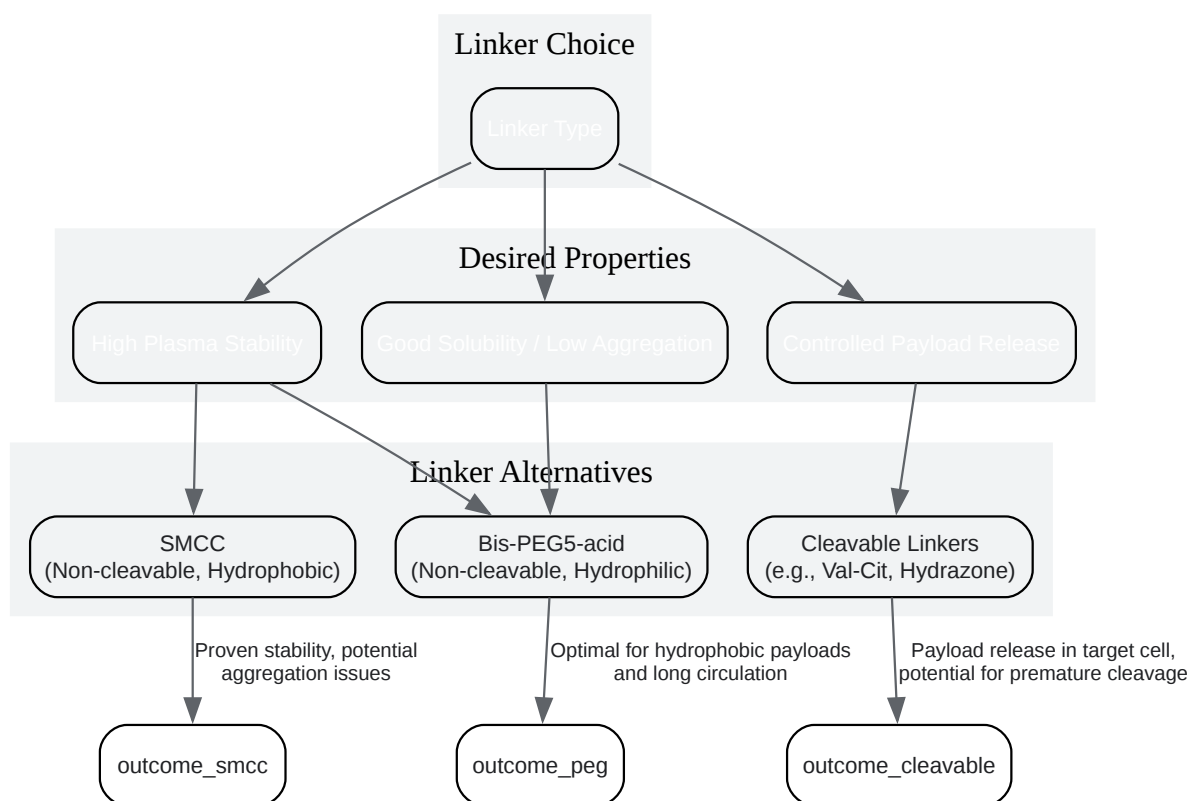 Linker Choice
Linker Type
Desired Properties
High Plasma Stability
Good Solubility / Low Aggregation
Controlled Payload Release
Linker Alternatives
SMCC
(Non-cleavable, Hydrophobic)
Bis-PEG5-acid
(Non-cleavable, Hydrophilic)
Cleavable Linkers
(e.g., Val-Cit, Hydrazone)
Proven stability, potential
aggregation issues
Optimal for hydrophobic payloads
and long circulation
Payload release in target cell,
potential for premature cleavage
outcome_smcc
outcome_peg
outcome_cleavable